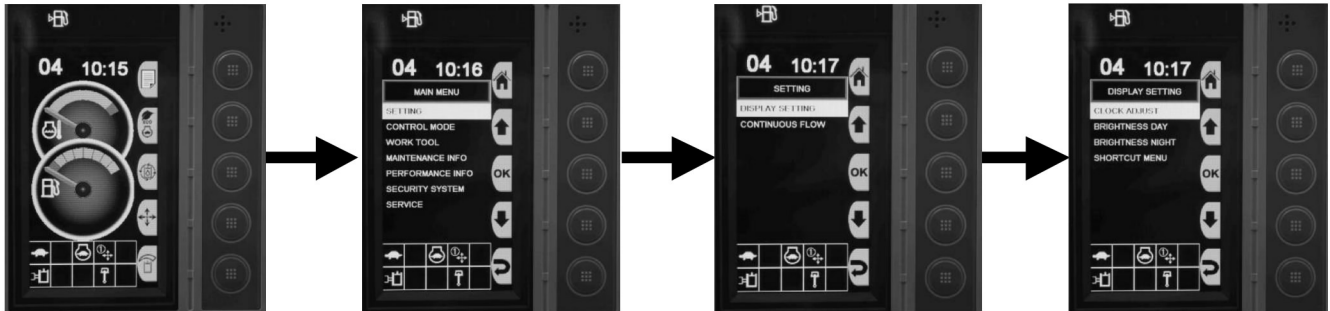 04 10:15
04 10:16
MAIN MENU
SETTING
CONTROL MODE
WORK TOOL
MAINTENANCE INFO
PERFORMANCE INFO
SECURITY SYSTEM
SERVICE
OK
04 10:17
SETTING
DISPLAY SETTING
CONTINUOUS FLOW
OK
04 10:17
DISPLAY SETTING
CLOCK ADJUST
BRIGHTNESS DAY
BRIGHTNESS NIGHT
SHORTCUT MENU
OK